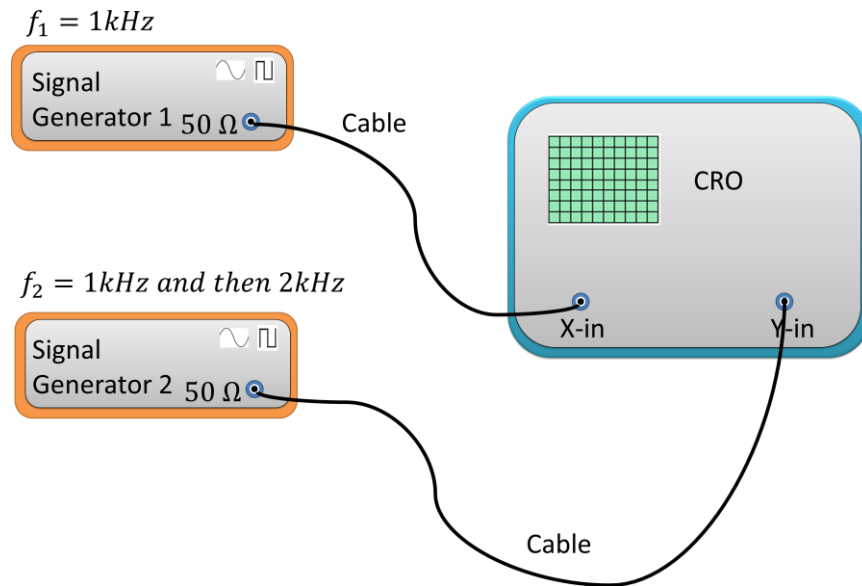 f₁ = 1kHz
Signal
Generator 1 50 Ω
Cable
CRO
X-in
Y-in
f₂ = 1kHz and then 2kHz
Signal
Generator 2 50 Ω
Cable